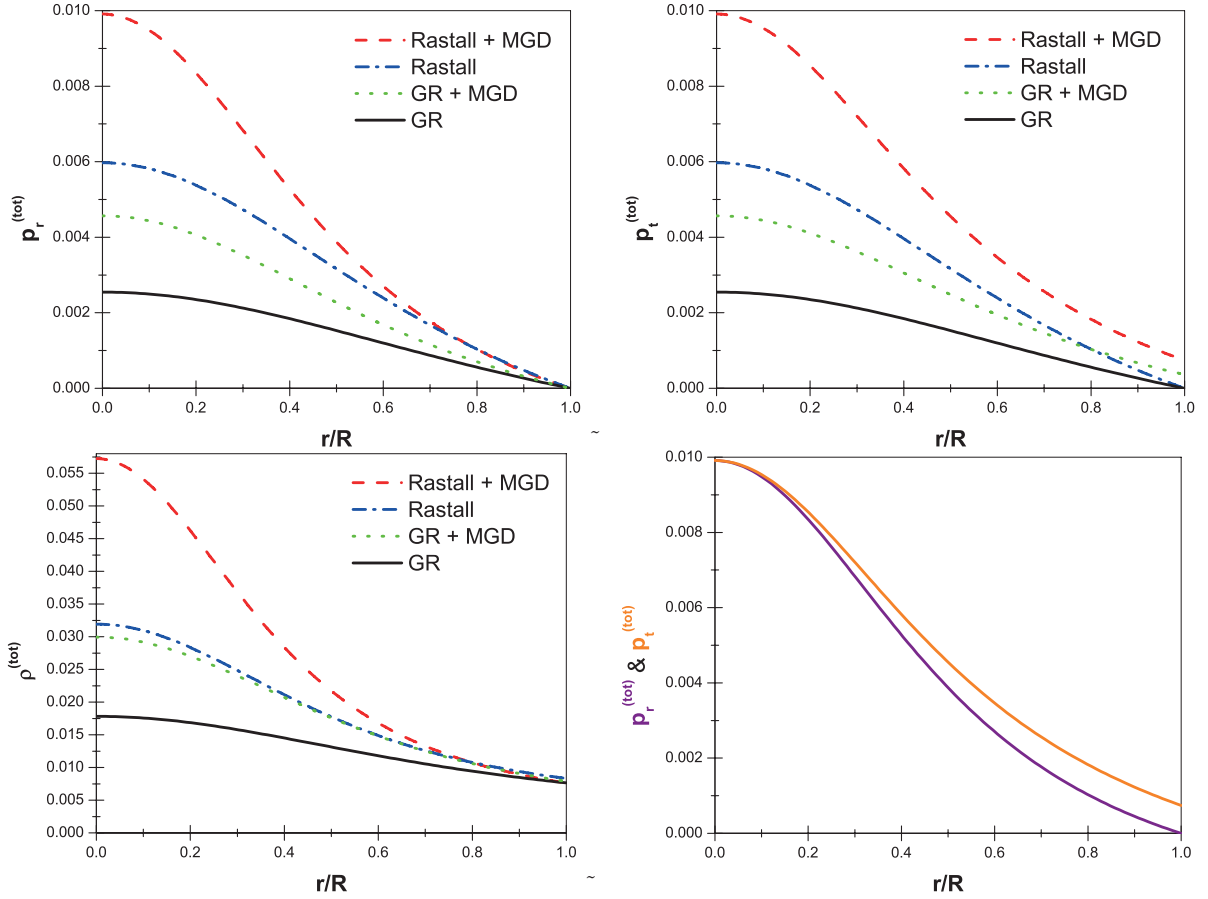 Rastall + MGD
Rastall
GR + MGD
GR
0.010
0.008
0.006
0.004
0.002
0.000
p_r^(tot)
0.0 0.2 0.4 0.6 0.8 1.0
r/R
~
Rastall + MGD
Rastall
GR + MGD
GR
0.010
0.008
0.006
0.004
0.002
0.000
p_t^(tot)
0.0 0.2 0.4 0.6 0.8 1.0
r/R
Rastall + MGD
Rastall
GR + MGD
GR
0.055
0.050
0.045
0.040
0.035
0.030
0.025
0.020
0.015
0.010
0.005
0.000
ρ^(tot)
0.0 0.2 0.4 0.6 0.8 1.0
r/R
~
0.010
0.008
0.006
0.004
0.002
0.000
p_r^(tot) & p_t^(tot)
0.0 0.2 0.4 0.6 0.8 1.0
r/R